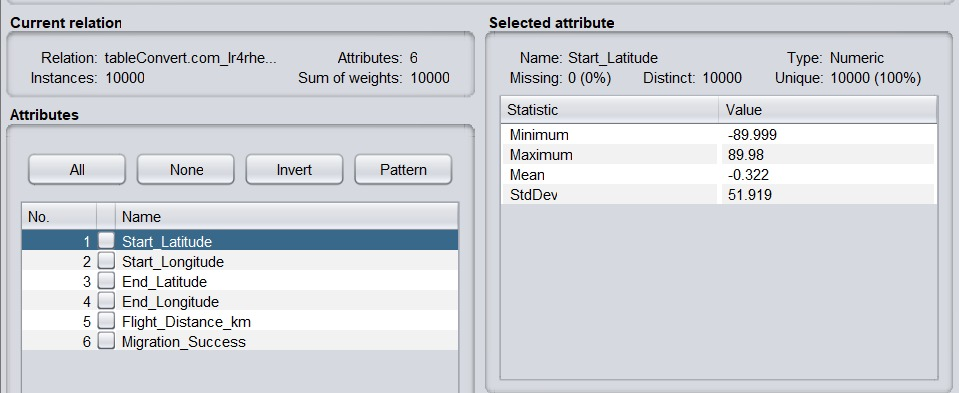 Current relation
Relation: tableConvert.com_lr4rhe...
Attributes: 6
Instances: 10000
Sum of weights: 10000
Attributes
All
None
Invert
Pattern
No.
Name
1 Start_Latitude
2 Start_Longitude
3 End_Latitude
4 End_Longitude
5 Flight_Distance_km
6 Migration_Success
Selected attribute
Name: Start_Latitude
Type: Numeric
Missing: 0 (0%)
Distinct: 10000
Unique: 10000 (100%)
Statistic
Value
Minimum
-89.999
Maximum
89.98
Mean
-0.322
StdDev
51.919